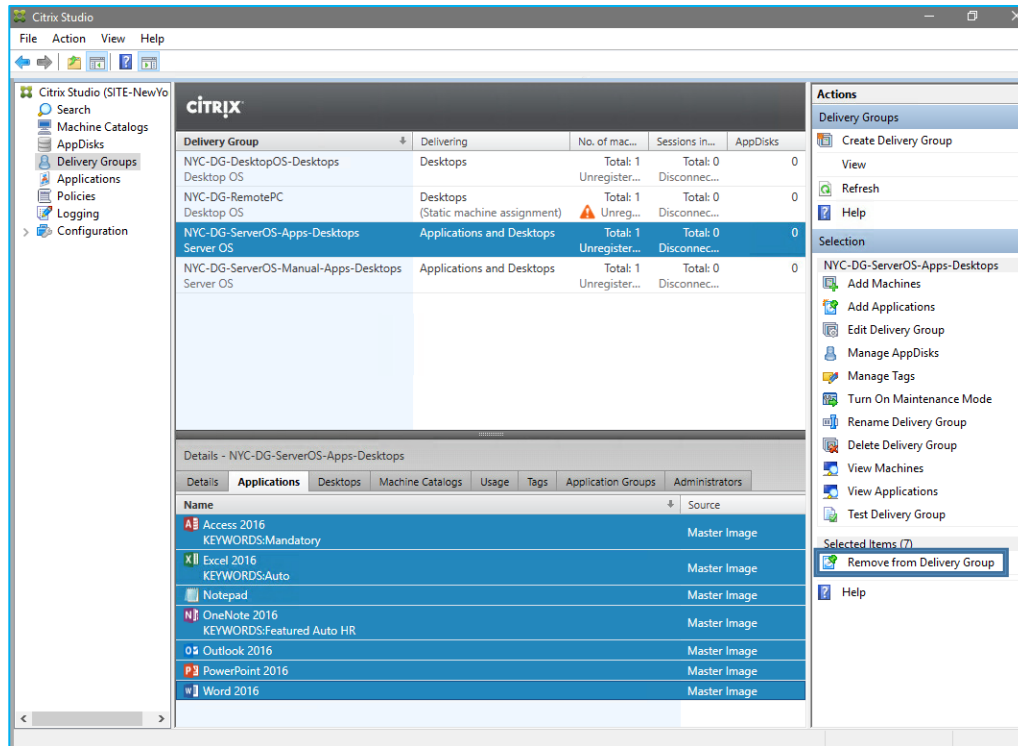 Citrix Studio
File Action View Help
Citrix Studio (SITE-NewYo
Search
Machine Catalogs
AppDisks
Delivery Groups
Applications
Policies
Logging
Configuration
CİTRIX
Delivery Group Delivering No. of mac... Sessions in... AppDisks
NYC-DG-DesktopOS-Desktops Desktops Total: 1 Total: 0 0
Desktop OS Unregister... Disconnec...
NYC-DG-RemotePC Desktops Total: 1 Total: 0 0
Desktop OS (Static machine assignment) Unreg... Disconnec...
NYC-DG-ServerOS-Apps-Desktops Applications and Desktops Total: 1 Total: 0 0
Server OS Unregister... Disconnec...
NYC-DG-ServerOS-Manual-Apps-Desktops Applications and Desktops Total: 1 Total: 0 0
Server OS Unregister... Disconnec...
Details - NYC-DG-ServerOS-Apps-Desktops
Details Applications Desktops Machine Catalogs Usage Tags Application Groups Administrators
Name Source
Access 2016 Master Image
KEYWORDS:Mandatory
Excel 2016 Master Image
KEYWORDS:Auto
Notepad Master Image
OneNote 2016 Master Image
KEYWORDS:Featured Auto HR
Outlook 2016 Master Image
PowerPoint 2016 Master Image
Word 2016 Master Image
Actions
Delivery Groups
Create Delivery Group
View
Refresh
Help
Selection
NYC-DG-ServerOS-Apps-Desktops
Add Machines
Add Applications
Edit Delivery Group
Manage AppDisks
Manage Tags
Turn On Maintenance Mode
Rename Delivery Group
Delete Delivery Group
View Machines
View Applications
Test Delivery Group
Selected Items (7)
Remove from Delivery Group
Help